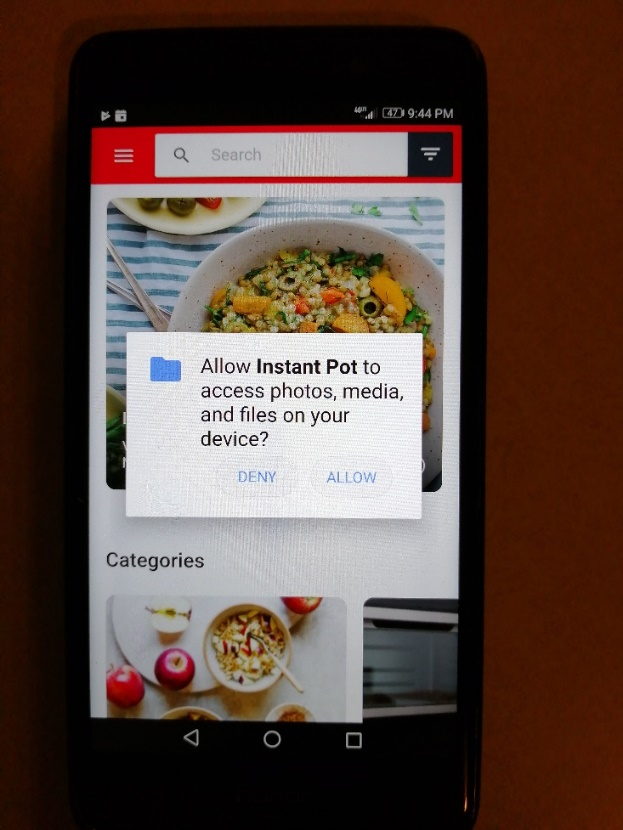 47 9:44 PM
Search
Allow Instant Pot to
access photos, media,
and files on your
device?
DENY ALLOW
Categories